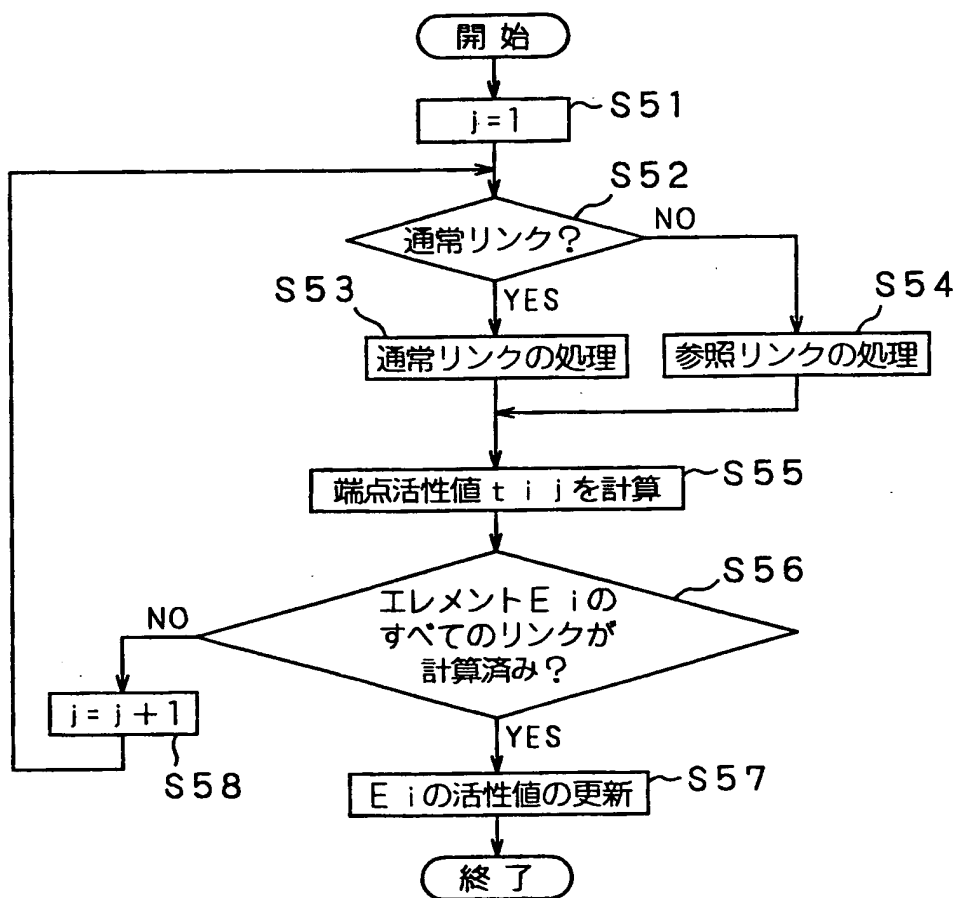 開始
j=1
S51
S52
通常リンク？
NO
YES
S53
通常リンクの処理
S54
参照リンクの処理
端点活性値tijを計算
S55
S56
エレメントEiの
すべてのリンクが
計算済み？
NO
j=j+1
S58
YES
S57
Eiの活性値の更新
終了